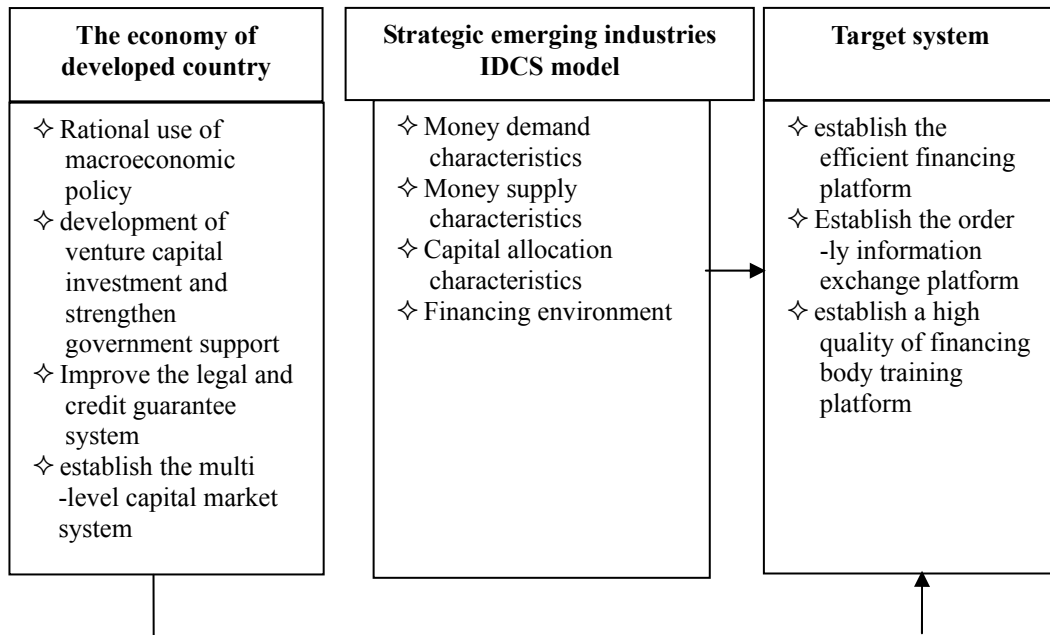 The economy of
developed country
✧ Rational use of
macroeconomic
policy
✧ development of
venture capital
investment and
strengthen
government support
✧ Improve the legal and
credit guarantee
system
✧ establish the multi
-level capital market
system
Strategic emerging industries
IDCS model
✧ Money demand
characteristics
✧ Money supply
characteristics
✧ Capital allocation
characteristics
✧ Financing environment
Target system
✧ establish the
efficient financing
platform
✧ Establish the order
-ly information
exchange platform
✧ establish a high
quality of financing
body training
platform